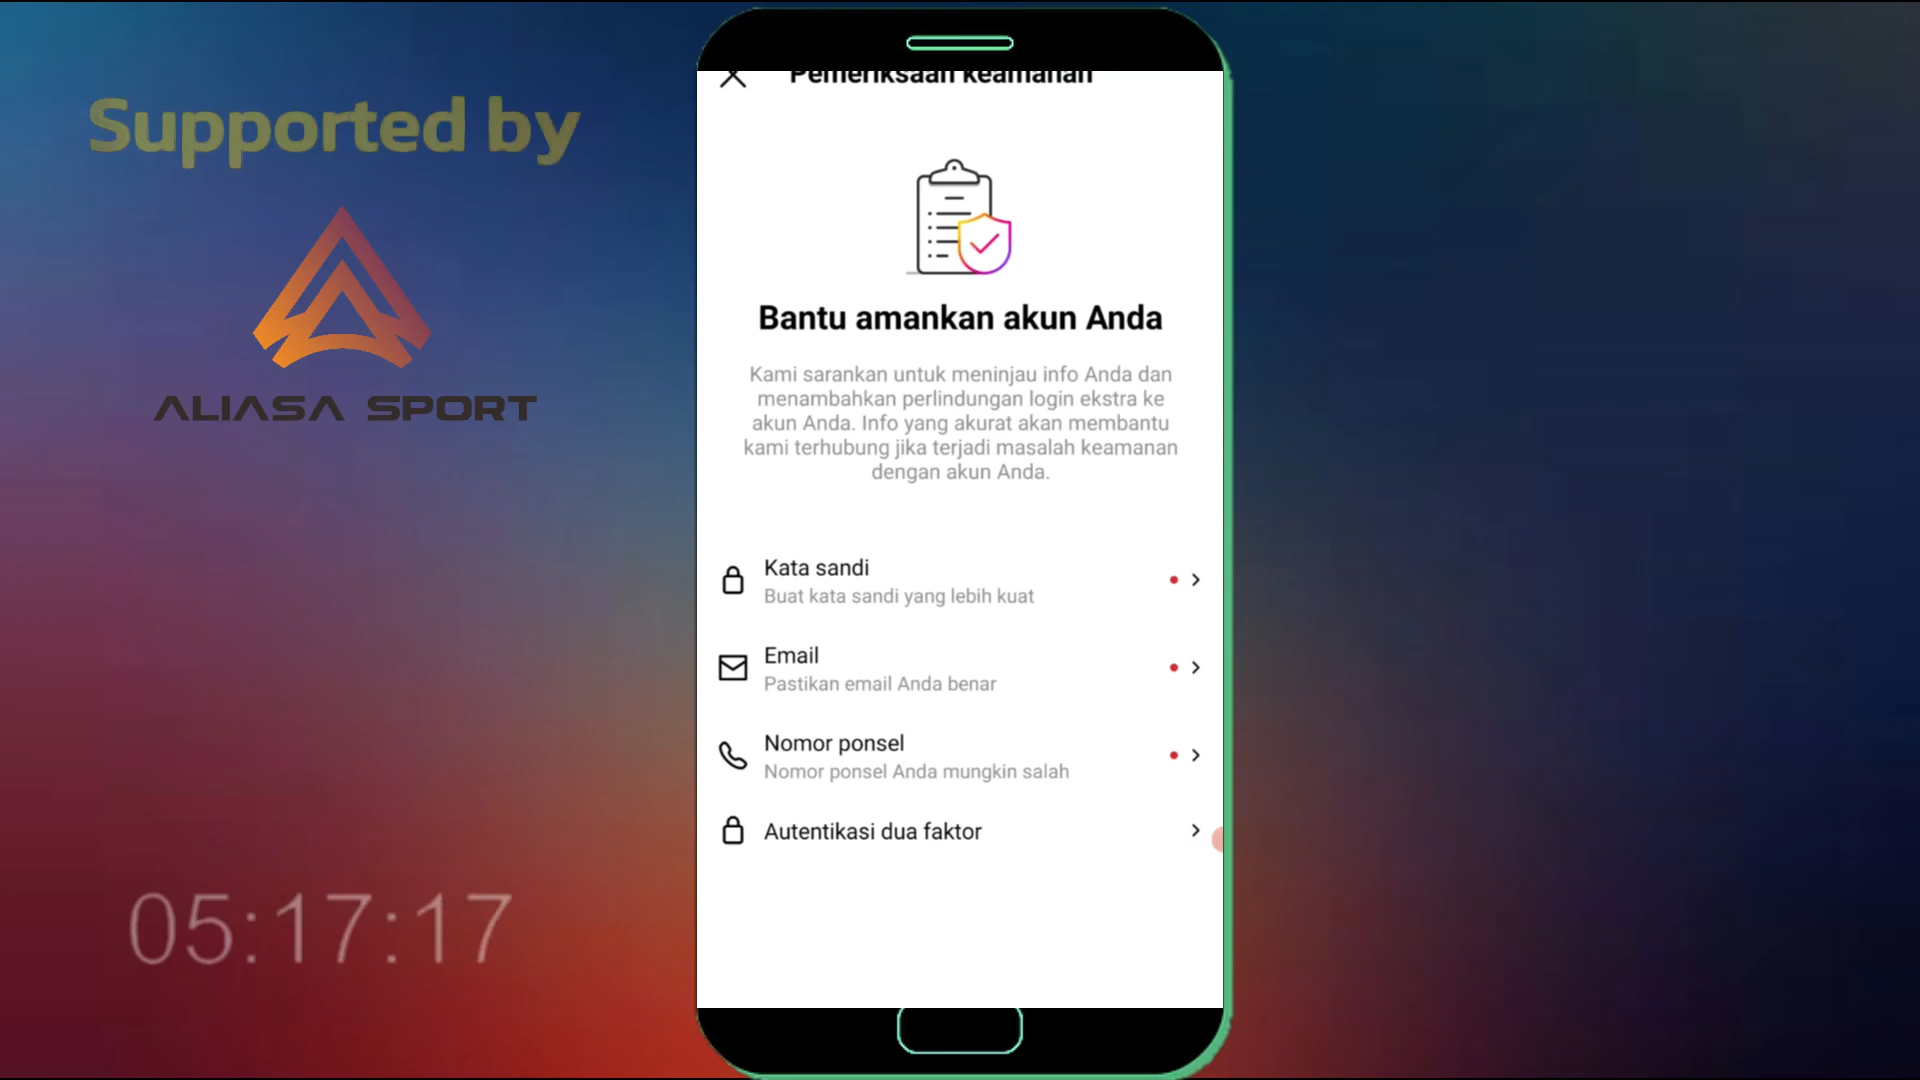 Supported by
ALIASA SPORT
05:17:17
Pemeriksaan keamanan
Bantu amankan akun Anda
Kami sarankan untuk meninjau info Anda dan
menambahkan perlindungan login ekstra ke
akun Anda. Info yang akurat akan membantu
kami terhubung jika terjadi masalah keamanan
dengan akun Anda.
Kata sandi
Buat kata sandi yang lebih kuat
Email
Pastikan email Anda benar
Nomor ponsel
Nomor ponsel Anda mungkin salah
Autentikasi dua faktor